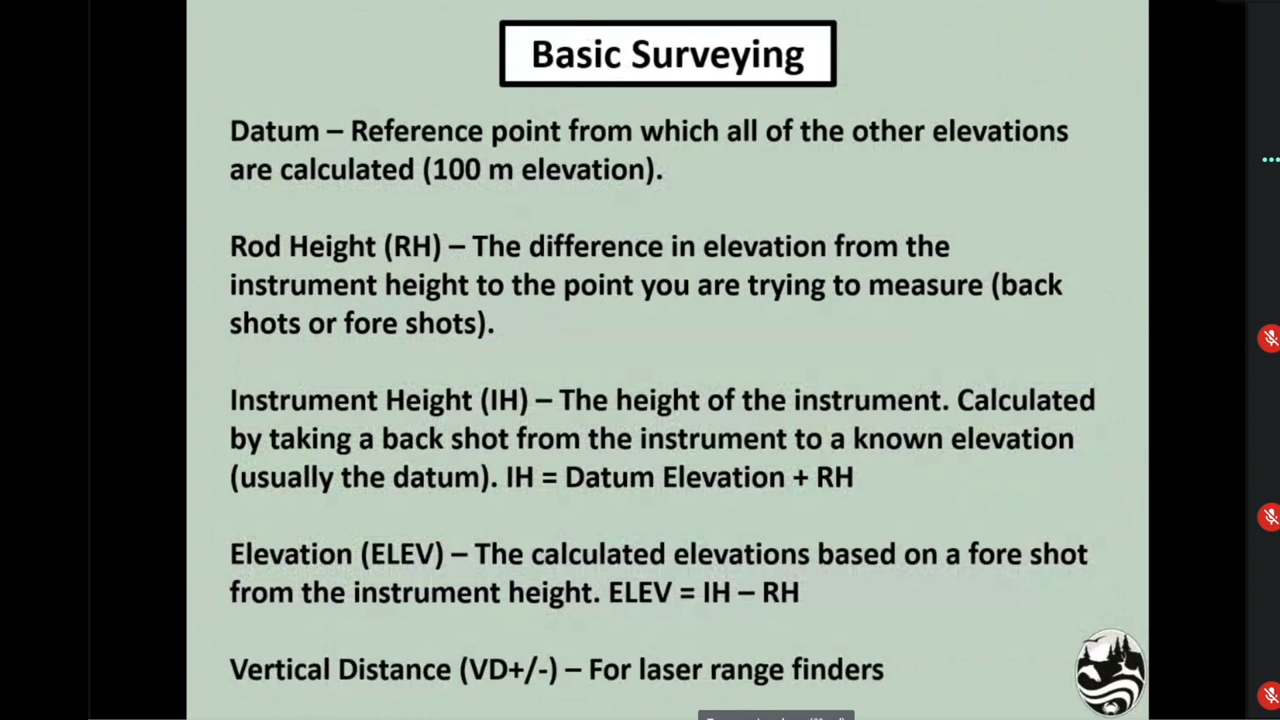 Basic Surveying
Datum – Reference point from which all of the other elevations
are calculated (100 m elevation).
Rod Height (RH) – The difference in elevation from the
instrument height to the point you are trying to measure (back
shots or fore shots).
Instrument Height (IH) – The height of the instrument. Calculated
by taking a back shot from the instrument to a known elevation
(usually the datum). IH = Datum Elevation + RH
Elevation (ELEV) – The calculated elevations based on a fore shot
from the instrument height. ELEV = IH – RH
Vertical Distance (VD+/-) – For laser range finders